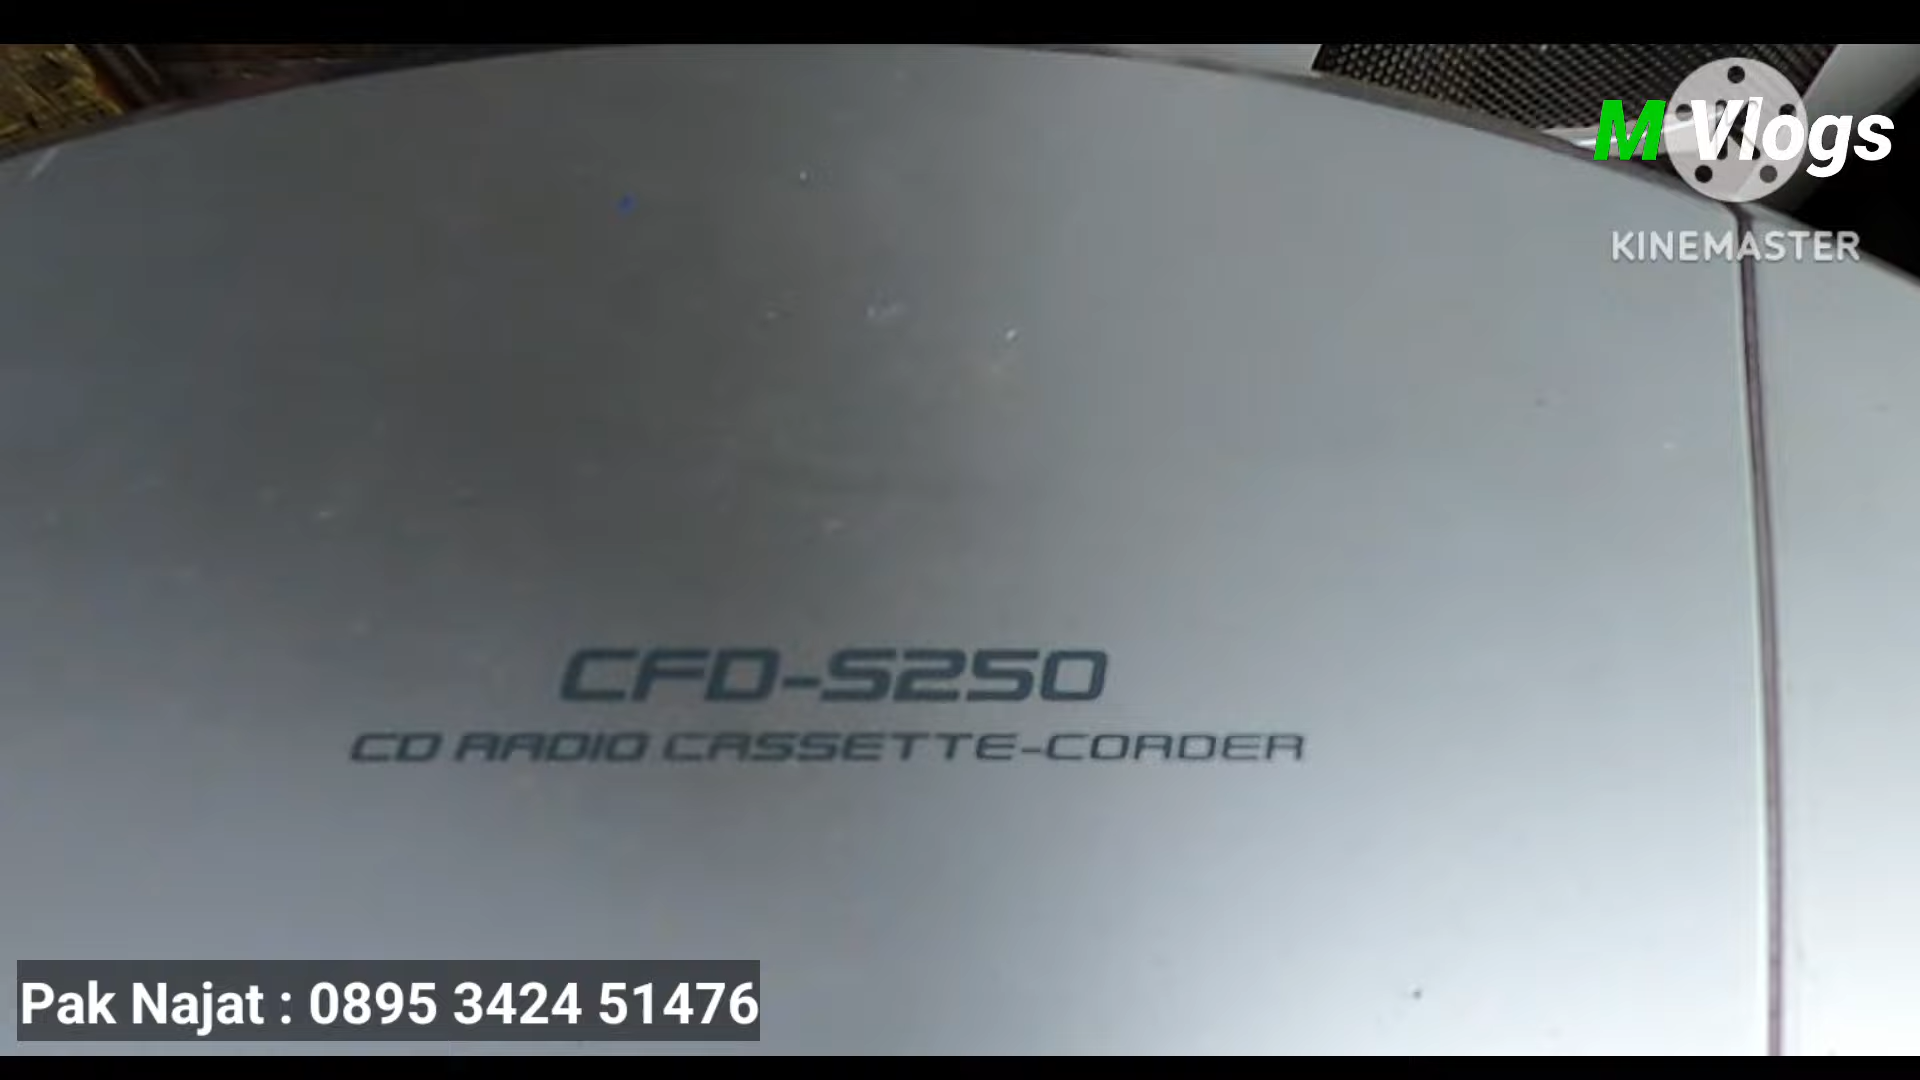 M Vlogs
KINEMASTER
CFD-S250
CD RADIO CASSETTE-CORDER
Pak Najat : 0895 3424 51476